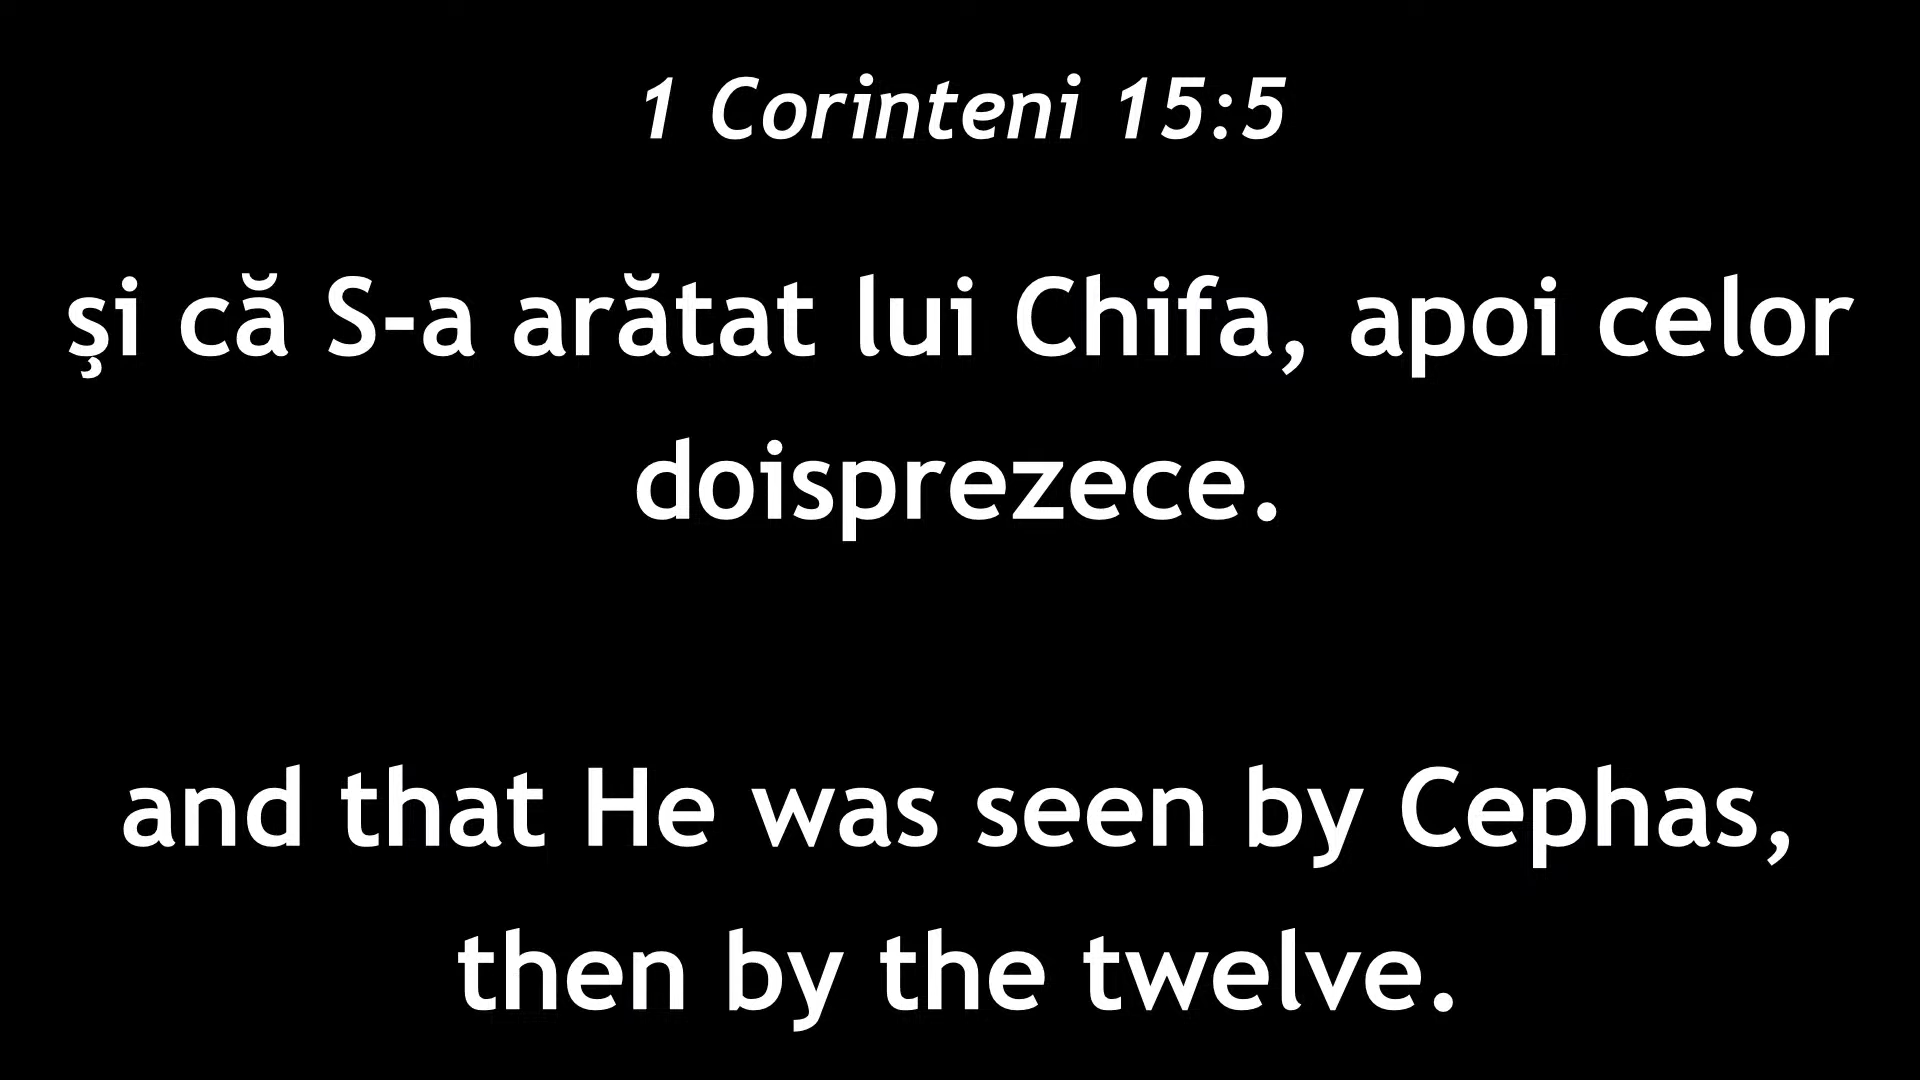 1 Corinteni 15:5
şi că S-a arătat lui Chifa, apoi celor
doisprezece.
and that He was seen by Cephas,
then by the twelve.